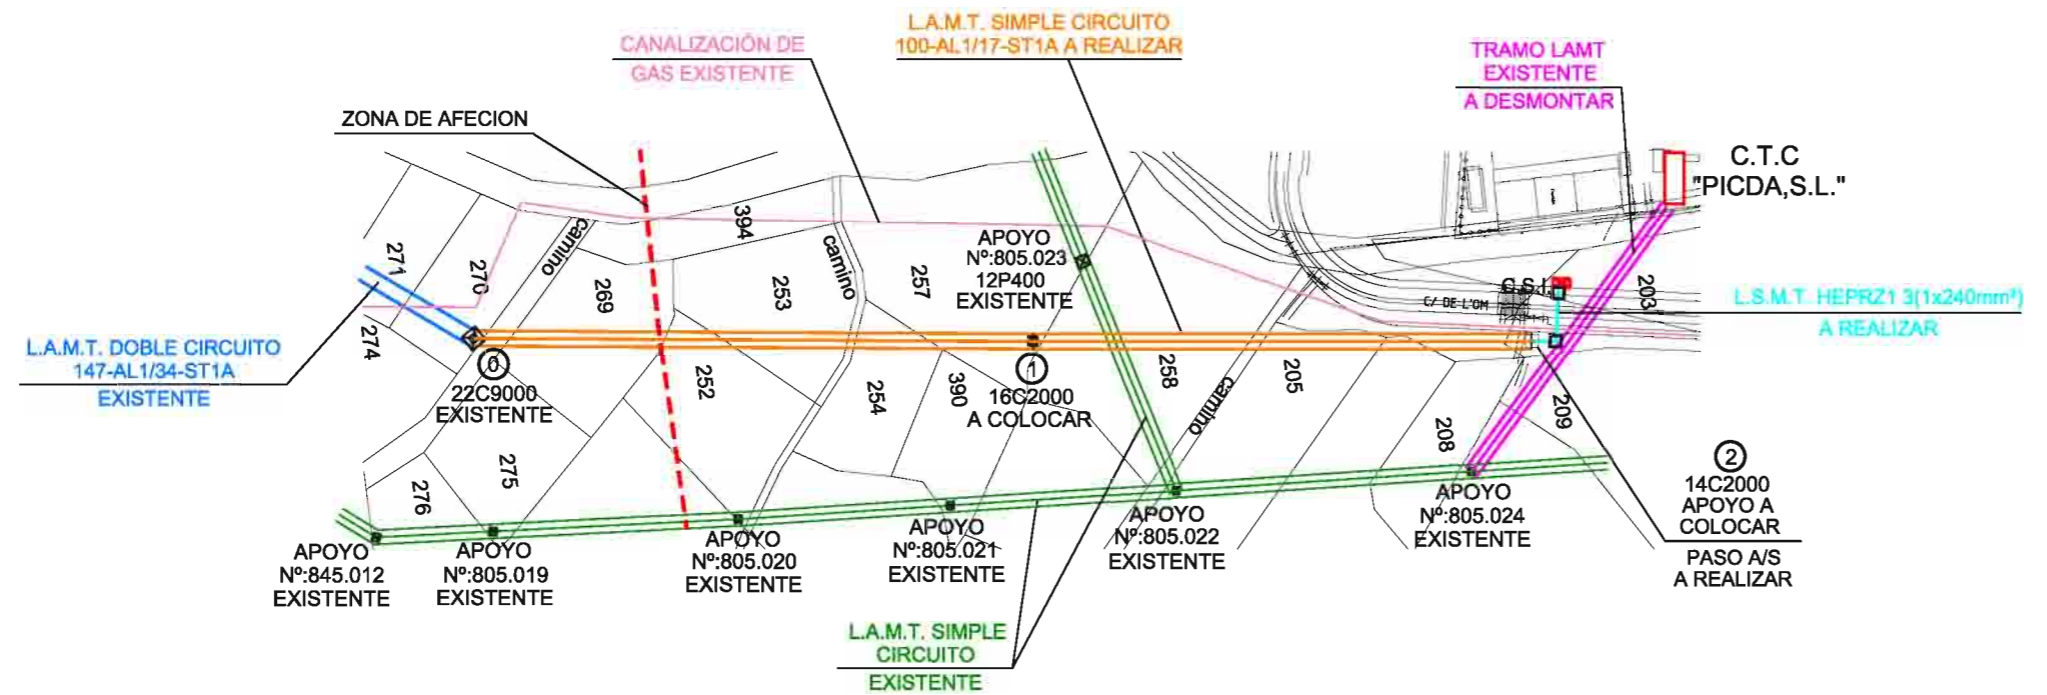 L.A.M.T. SIMPLE CIRCUITO
100-AL1/17-ST1A A REALIZAR
CANALIZACIÓN DE
GAS EXISTENTE
TRAMO LAMT
EXISTENTE
A DESMONTAR
ZONA DE AFECION
C.T.C
"PICDA,S.L."
394
camino
camino
271
270
269
253
257
APOYO
Nº:805.023
12P400
EXISTENTE
C.S.I.
C/ DE L'OM
203
L.S.M.T. HEPRZ1 3(1x240mm²)
A REALIZAR
274
L.A.M.T. DOBLE CIRCUITO
147-AL1/34-ST1A
EXISTENTE
0
22C9000
EXISTENTE
252
254
390
1
16C2000
A COLOCAR
258
camino
205
208
209
2
14C2000
APOYO A
COLOCAR
PASO A/S
A REALIZAR
276
275
APOYO
Nº:845.012
EXISTENTE
APOYO
Nº:805.019
EXISTENTE
APOYO
Nº:805.020
EXISTENTE
APOYO
Nº:805.021
EXISTENTE
APOYO
Nº:805.022
EXISTENTE
APOYO
Nº:805.024
EXISTENTE
L.A.M.T. SIMPLE
CIRCUITO
EXISTENTE